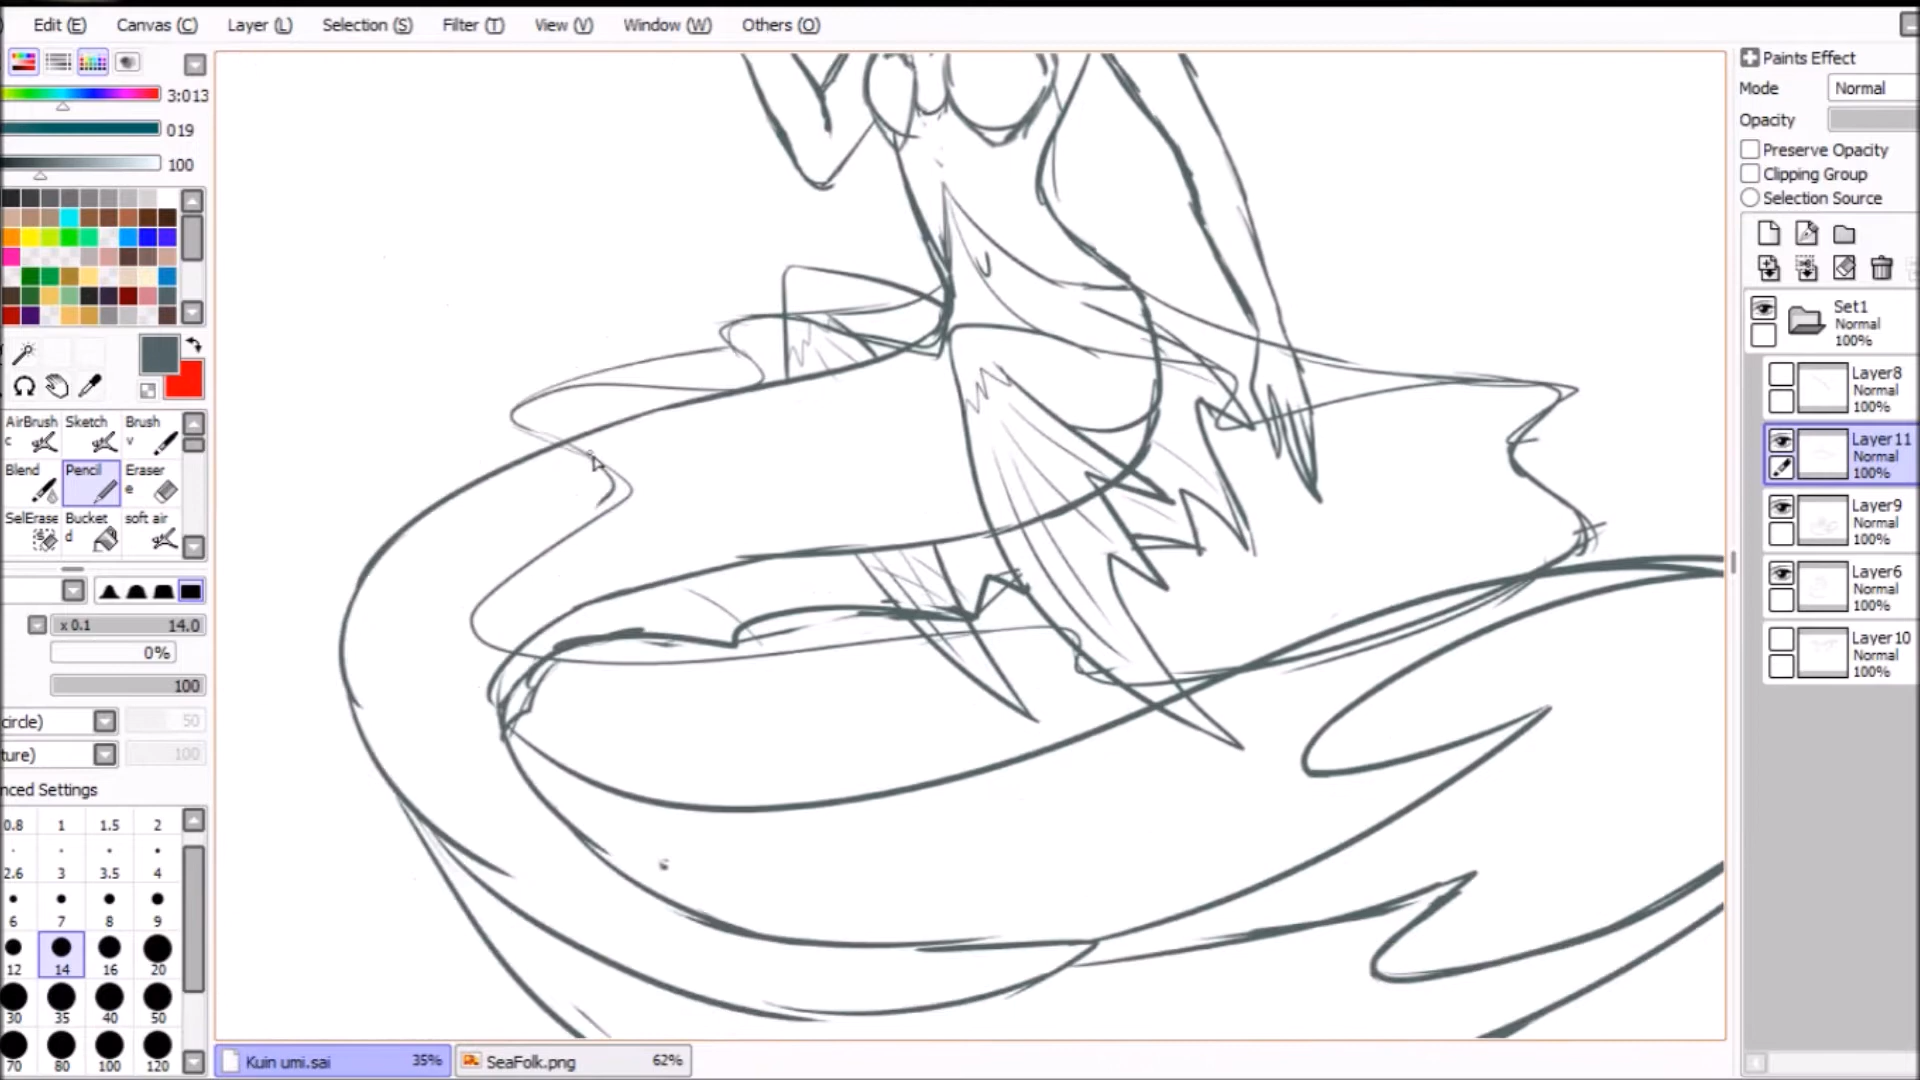 Edit (E) Canvas (C) Layer (L) Selection (S) Filter (T) View (V) Window (W) Others (O)
3:013
019
100
AirBrush Sketch Brush
c v
Blend Pencil Eraser
e
SelErase Bucket soft air
d
x 0.1 14.0
0%
100
circle) 50
ture) 100
nced Settings
0.8 1 1.5 2
2.6 3 3.5 4
6 7 8 9
12 14 16 20
30 35 40 50
70 80 100 120
Kuin umi.sai 35% SeaFolk.png 62%
Paints Effect
Mode Normal
Opacity
Preserve Opacity
Clipping Group
Selection Source
Set1
Normal
100%
Layer8
Normal
100%
Layer11
Normal
100%
Layer9
Normal
100%
Layer6
Normal
100%
Layer10
Normal
100%